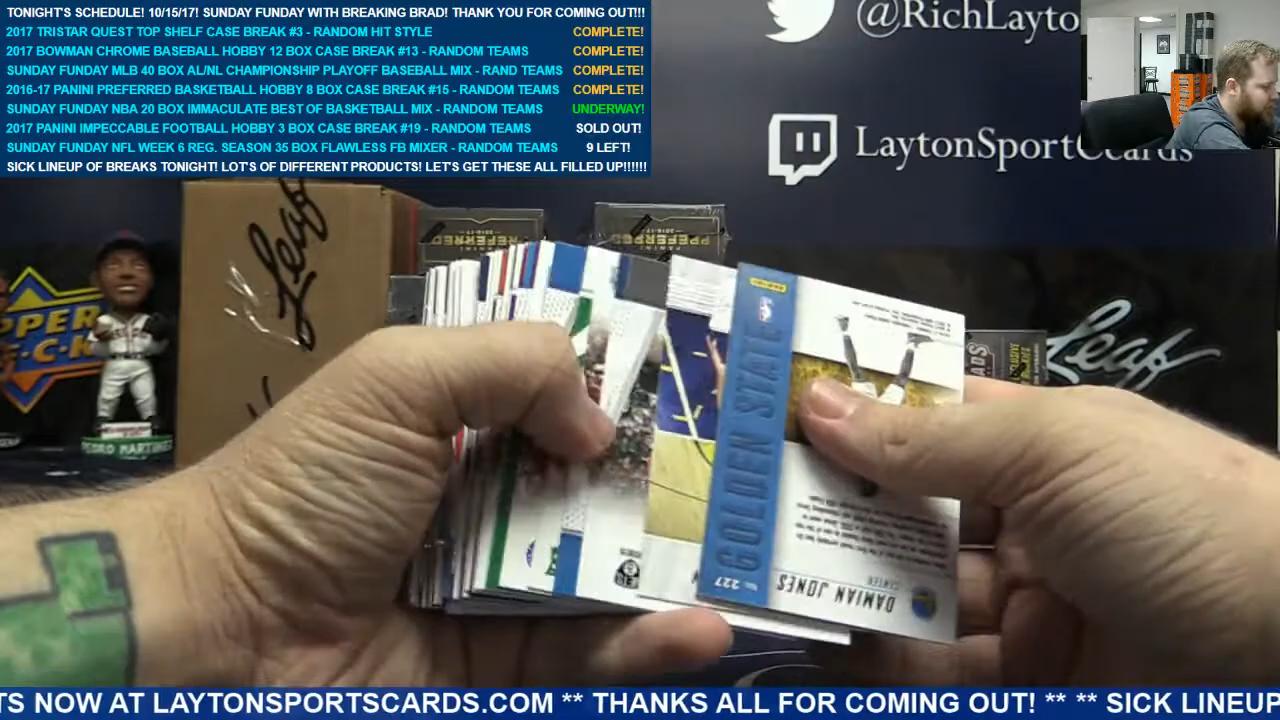 TONIGHT'S SCHEDULE! 10/15/17! SUNDAY FUNDAY WITH BREAKING BRAD! THANK YOU FOR COMING OUT!!!
2017 TRISTAR QUEST TOP SHELF CASE BREAK #3 - RANDOM HIT STYLE COMPLETE!
2017 BOWMAN CHROME BASEBALL HOBBY 12 BOX CASE BREAK #13 - RANDOM TEAMS COMPLETE!
SUNDAY FUNDAY MLB 40 BOX AL/NL CHAMPIONSHIP PLAYOFF BASEBALL MIX - RAND TEAMS COMPLETE!
2016-17 PANINI PREFERRED BASKETBALL HOBBY 8 BOX CASE BREAK #15 - RANDOM TEAMS COMPLETE!
SUNDAY FUNDAY NBA 20 BOX IMMACULATE BEST OF BASKETBALL MIX - RANDOM TEAMS UNDERWAY!
2017 PANINI IMPECCABLE FOOTBALL HOBBY 3 BOX CASE BREAK #19 - RANDOM TEAMS SOLD OUT!
SUNDAY FUNDAY NFL WEEK 6 REG. SEASON 35 BOX FLAWLESS FB MIXER - RANDOM TEAMS 9 LEFT!
SICK LINEUP OF BREAKS TONIGHT! LOT'S OF DIFFERENT PRODUCTS! LET'S GET THESE ALL FILLED UP!!!!!!
@RichLayto
LaytonSportCcards
Leaf
PREFERRED
PREFERRED
Leaf
PEDRO MARTINEZ
GOLDEN STATE
No. 227
DAMIAN JONES
CENTER
TS NOW AT LAYTONSPORTSCARDS.COM ** THANKS ALL FOR COMING OUT! ** ** SICK LINEUP